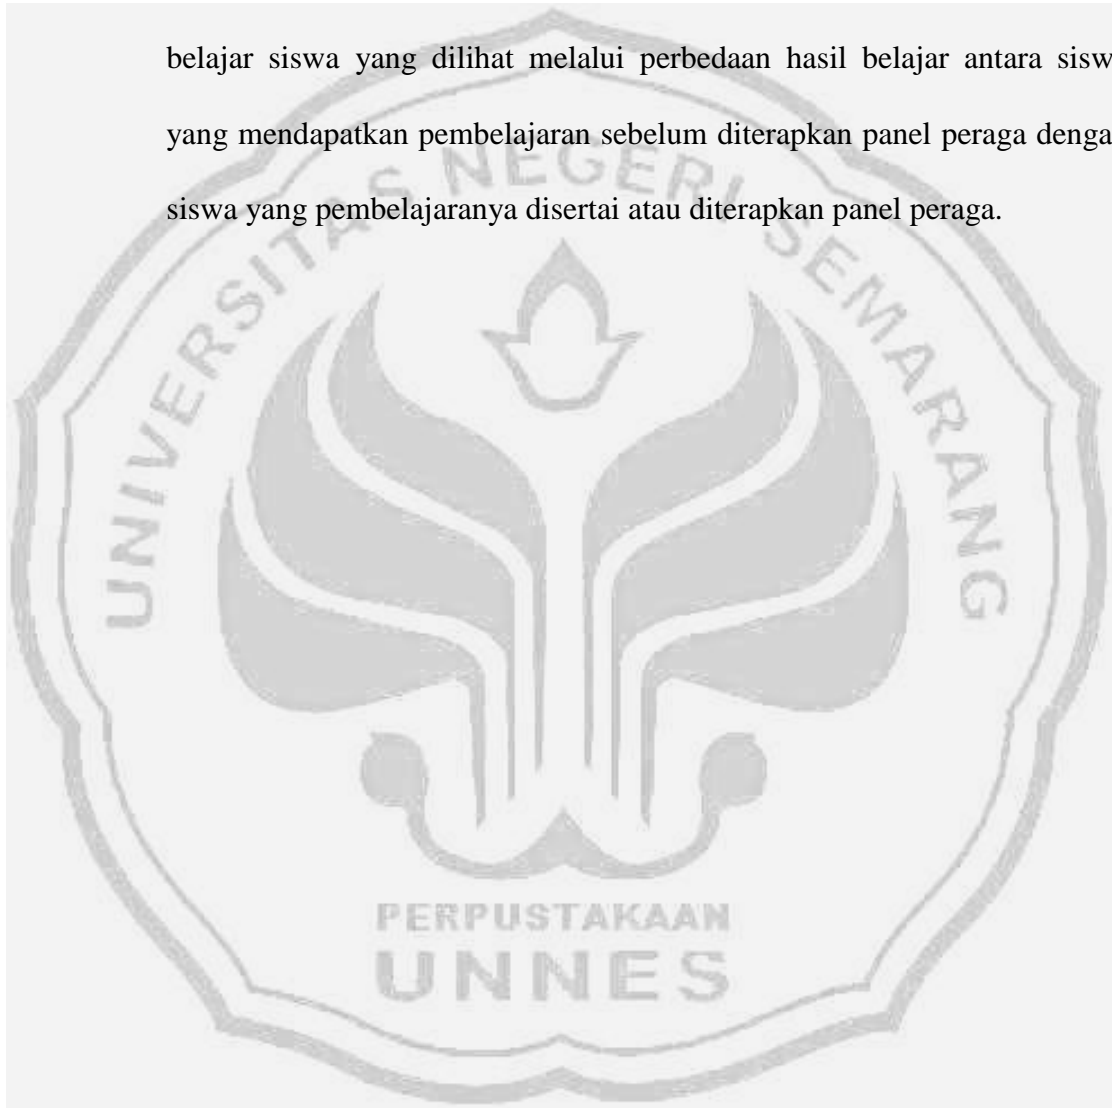 belajar siswa yang dilihat melalui perbedaan hasil belajar antara sisw
yang mendapatkan pembelajaran sebelum diterapkan panel peraga denga
siswa yang pembelajaranya disertai atau diterapkan panel peraga.
UNIVERSITAS NEGERI SEMARANG
PERPUSTAKAAN
UNNES